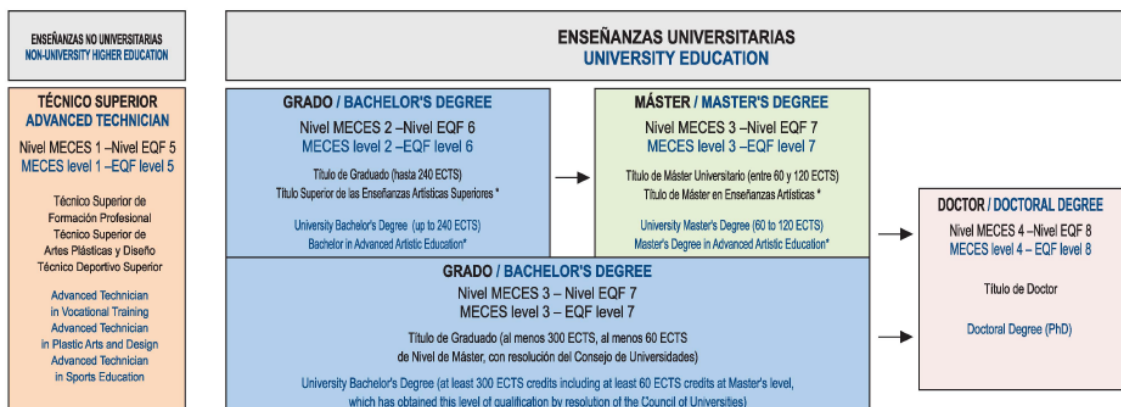 ENSEÑANZAS NO UNIVERSITARIAS
NON-UNIVERSITY HIGHER EDUCATION
TÉCNICO SUPERIOR
ADVANCED TECHNICIAN
Nivel MECES 1 –Nivel EQF 5
MECES level 1 –EQF level 5
Técnico Superior de
Formación Profesional
Técnico Superior de
Artes Plásticas y Diseño
Técnico Deportivo Superior
Advanced Technician
in Vocational Training
Advanced Technician
in Plastic Arts and Design
Advanced Technician
in Sports Education
ENSEÑANZAS UNIVERSITARIAS
UNIVERSITY EDUCATION
GRADO / BACHELOR'S DEGREE
Nivel MECES 2 –Nivel EQF 6
MECES level 2 –EQF level 6
Título de Graduado (hasta 240 ECTS)
Título Superior de las Enseñanzas Artísticas Superiores *
University Bachelor's Degree (up to 240 ECTS)
Bachelor in Advanced Artistic Education*
MÁSTER / MASTER'S DEGREE
Nivel MECES 3 –Nivel EQF 7
MECES level 3 –EQF level 7
Título de Máster Universitario (entre 60 y 120 ECTS)
Título de Máster en Enseñanzas Artísticas *
University Master's Degree (60 to 120 ECTS)
Master's Degree in Advanced Artistic Education*
GRADO / BACHELOR'S DEGREE
Nivel MECES 3 – Nivel EQF 7
MECES level 3 – EQF level 7
Título de Graduado (al menos 300 ECTS, al menos 60 ECTS
de Nivel de Máster, con resolución del Consejo de Universidades)
University Bachelor's Degree (at least 300 ECTS credits including at least 60 ECTS credits at Master's level,
which has obtained this level of qualification by resolution of the Council of Universities)
DOCTOR / DOCTORAL DEGREE
Nivel MECES 4 –Nivel EQF 8
MECES level 4 – EQF level 8
Título de Doctor
Doctoral Degree (PhD)